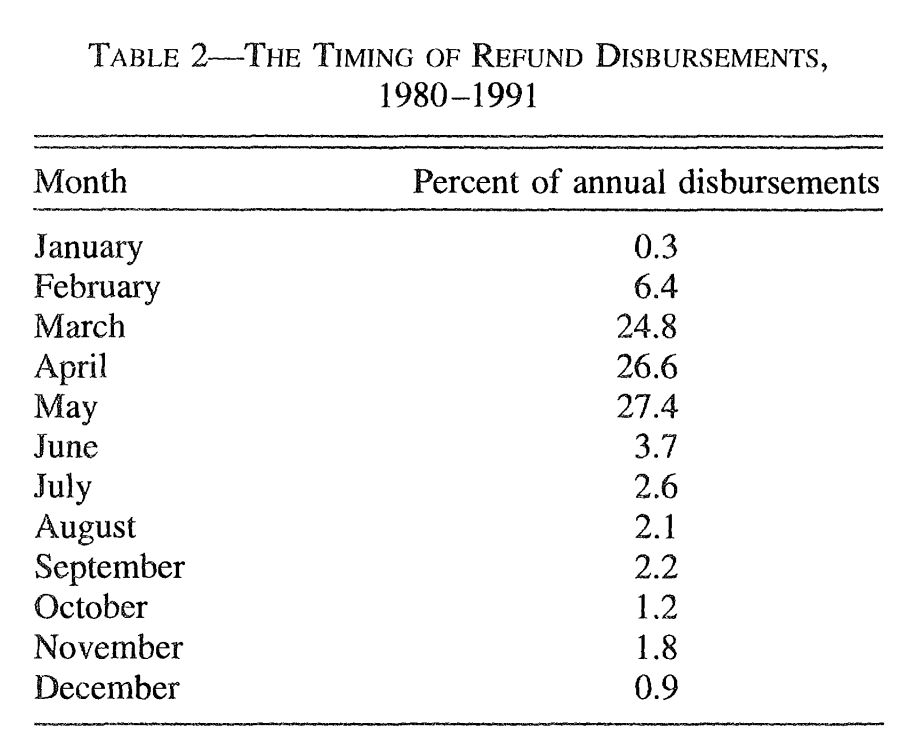 TABLE 2—THE TIMING OF REFUND DISBURSEMENTS,
1980–1991
Month Percent of annual disbursements
January 0.3
February 6.4
March 24.8
April 26.6
May 27.4
June 3.7
July 2.6
August 2.1
September 2.2
October 1.2
November 1.8
December 0.9